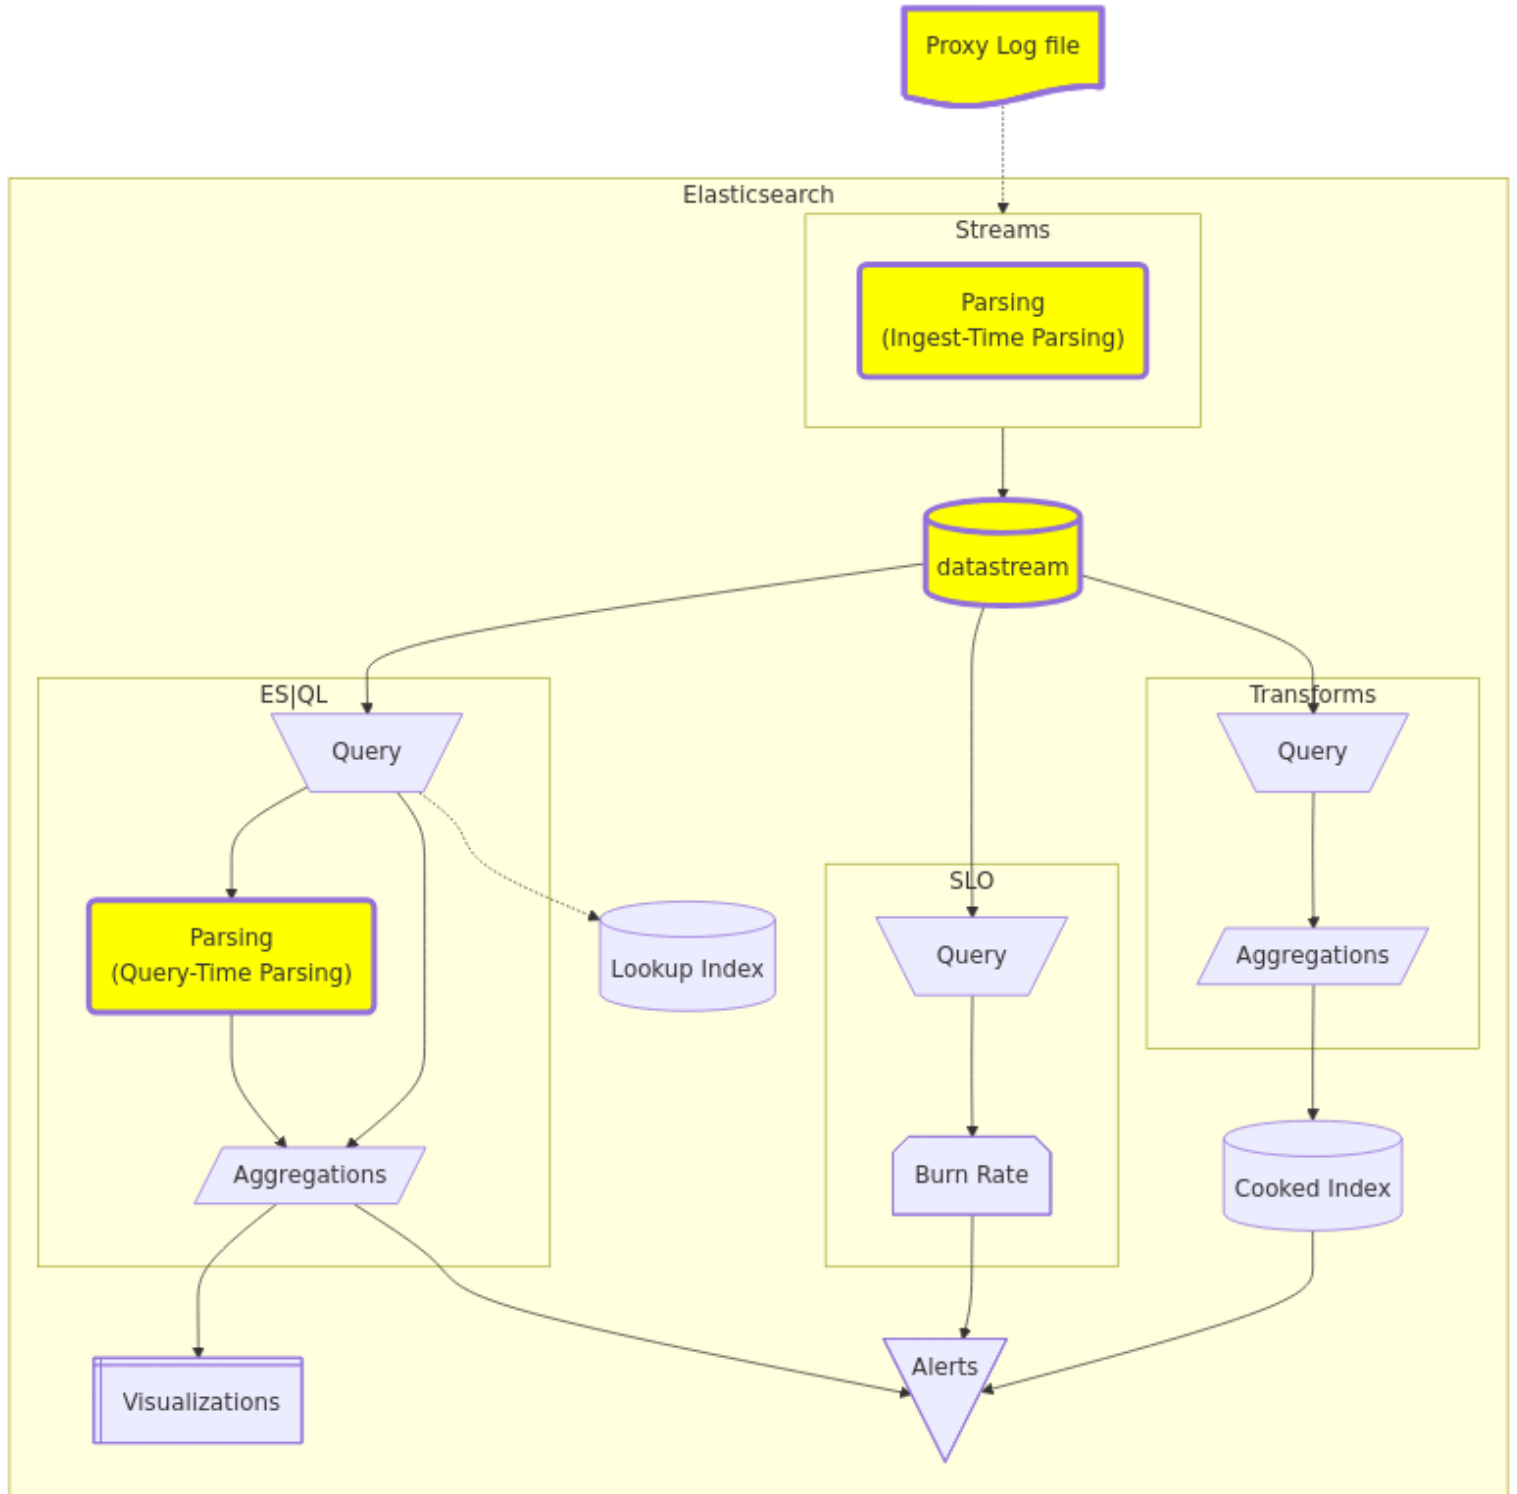 Proxy Log file
Elasticsearch
Streams
Parsing
(Ingest-Time Parsing)
datastream
ES|QL
Query
Transforms
Query
SLO
Query
Parsing
(Query-Time Parsing)
Lookup Index
Aggregations
Aggregations
Burn Rate
Cooked Index
Alerts
Visualizations